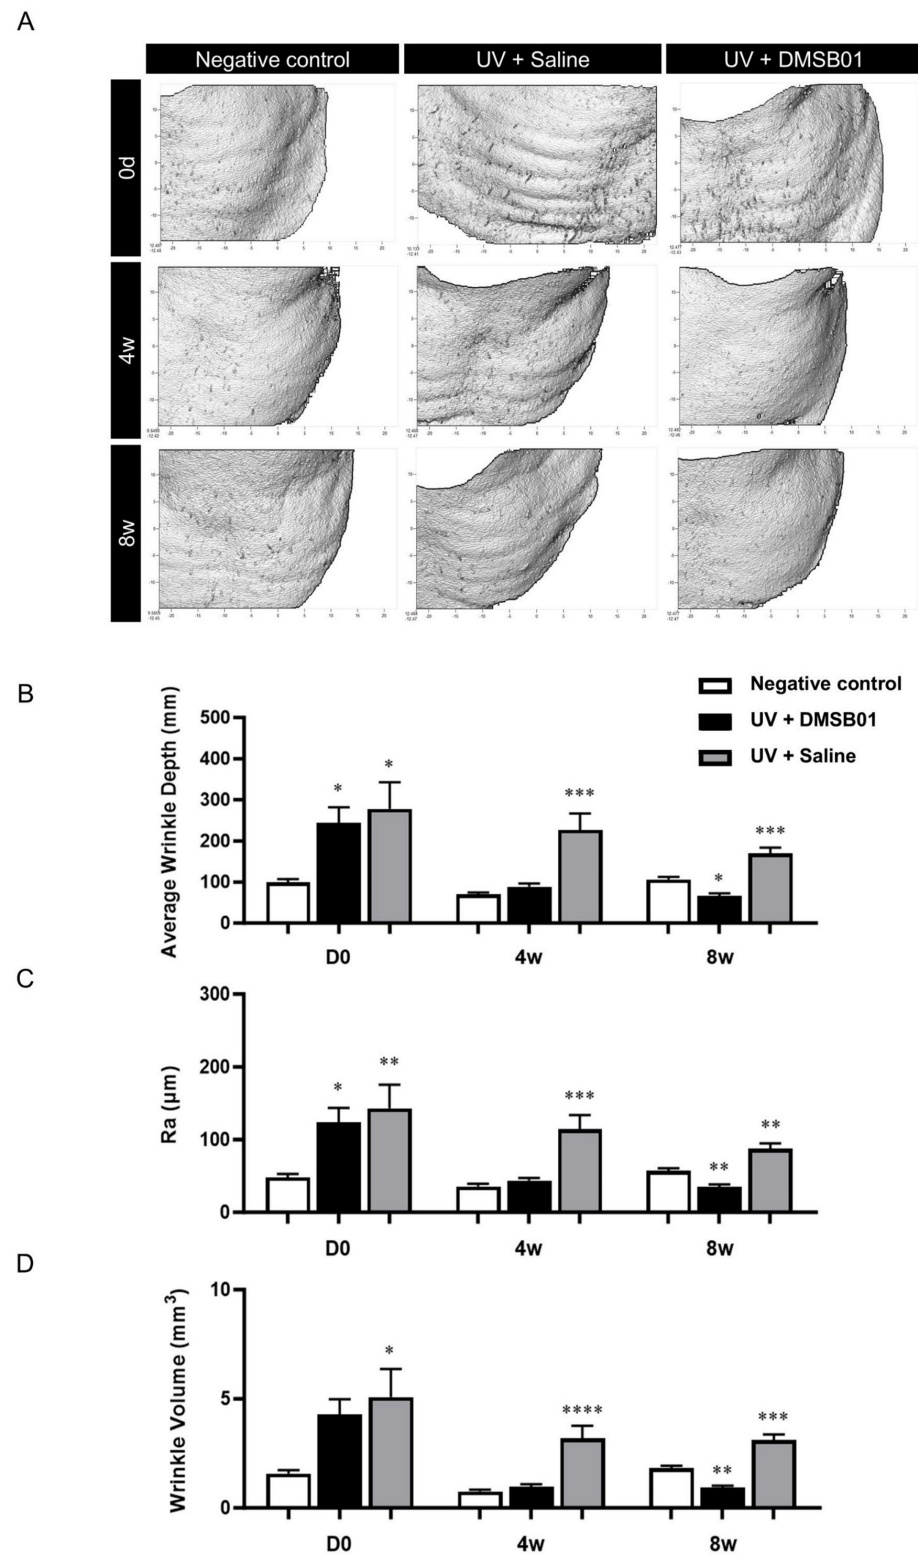 A
Negative control UV + Saline UV + DMSB01
0d
4w
8w
B
Negative control
UV + DMSB01
UV + Saline
Average Wrinkle Depth (mm)
500
400
300
200
100
0
* * *** * ***
D0 4w 8w
C
Ra (µm)
300
200
100
0
* ** *** ** **
D0 4w 8w
D
Wrinkle Volume (mm³)
10
5
0
* **** ** ***
D0 4w 8w